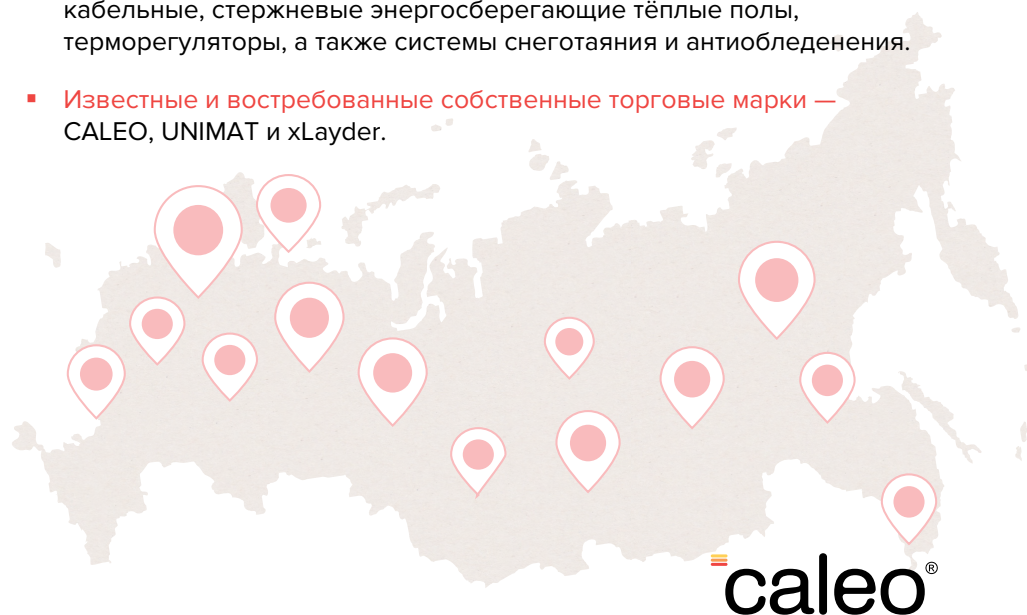 кабельные, стержневые энергосберегающие тёплые полы,
терморегуляторы, а также системы снеготаяния и антиобледенения.
▪ Известные и востребованные собственные торговые марки —
CALEO, UNIMAT и xLayder.
caleo®